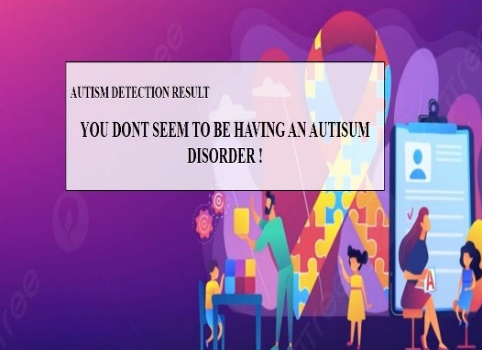 AUTISM DETECTION RESULT
YOU DONT SEEM TO BE HAVING AN AUTISUM
DISORDER !
A